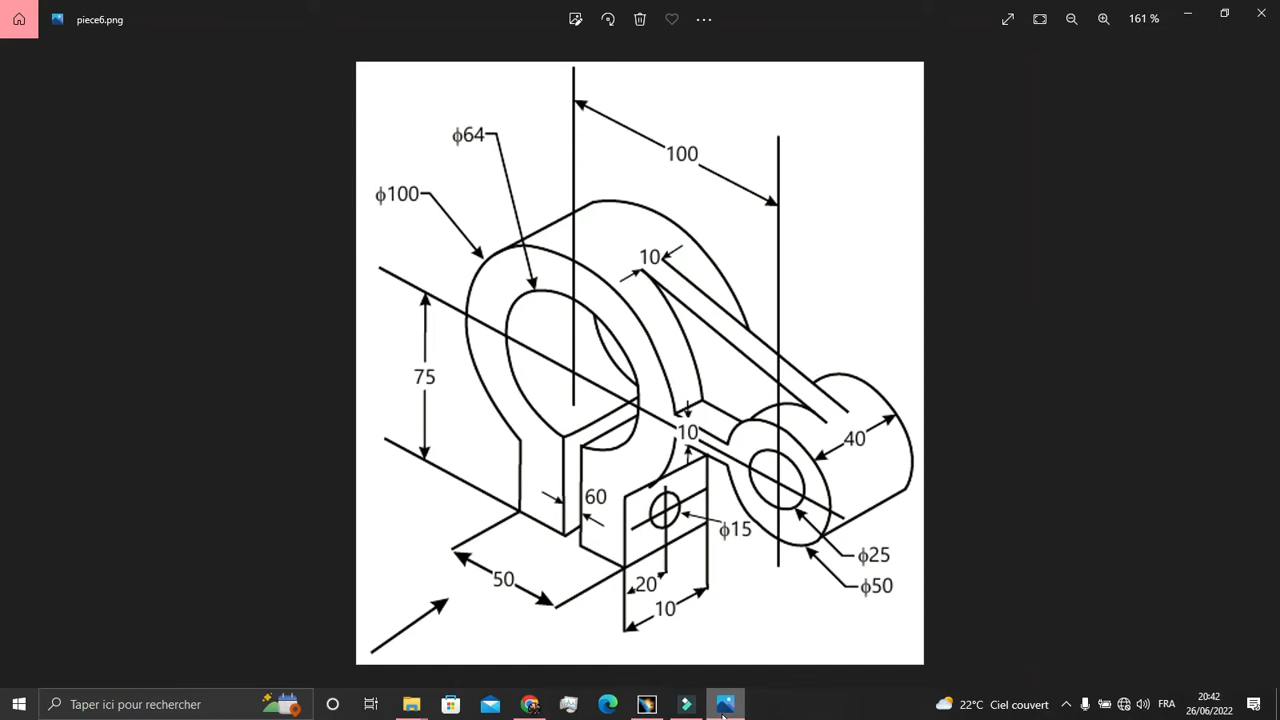 piece6.png
161 %
100
ϕ64
ϕ100
10
75
10
40
60
ϕ15
ϕ25
50
20
ϕ50
10
Taper ici pour rechercher
22°C Ciel couvert
FRA
20:42
26/06/2022